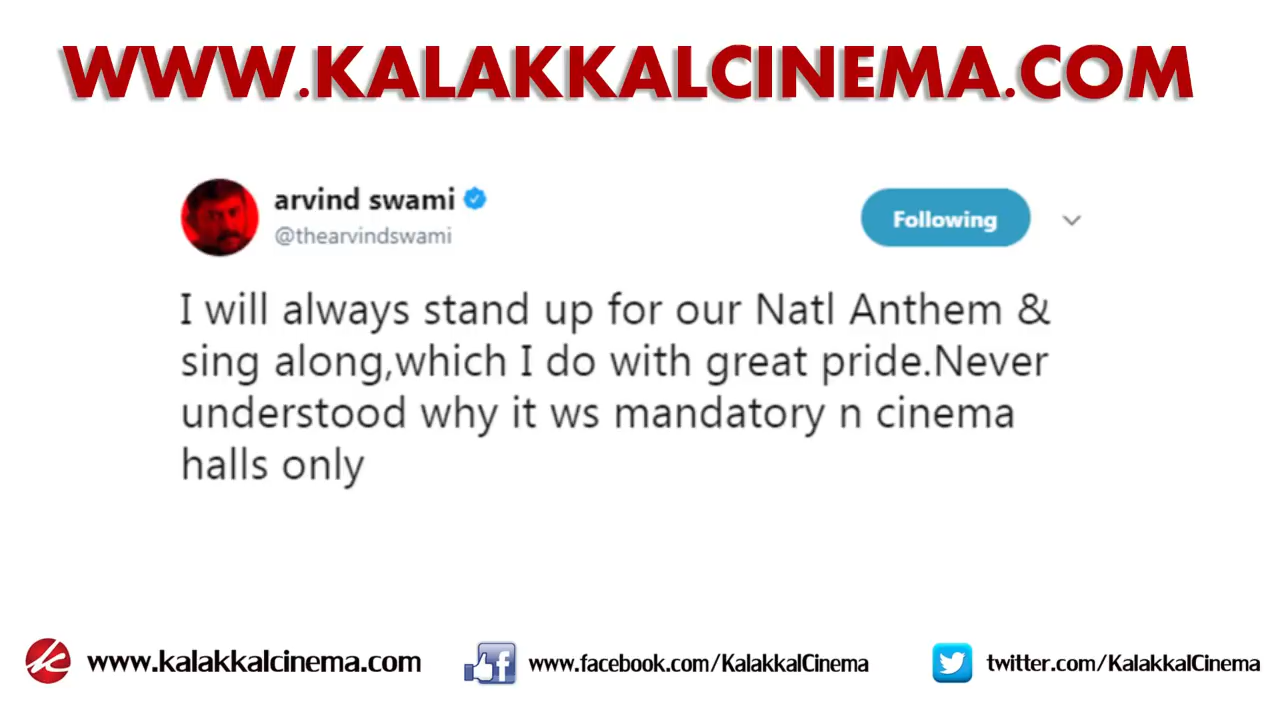 WWW.KALAKKALCINEMA.COM
arvind swami
@thearvindswami
Following
I will always stand up for our Natl Anthem &
sing along,which I do with great pride.Never
understood why it ws mandatory n cinema
halls only
www.kalakkalcinema.com
www.facebook.com/KalakkalCinema
twitter.com/KalakkalCinema